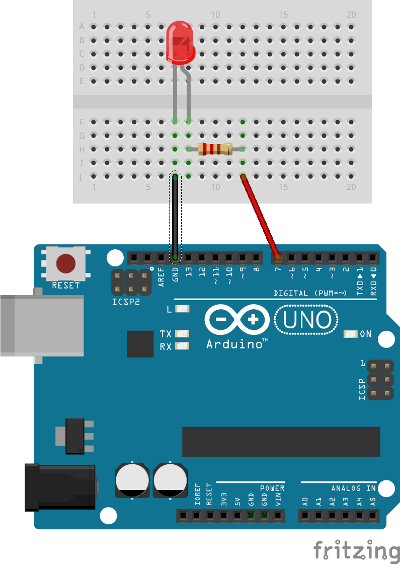 1 5 10 15 20
A
B
C
D
E
F
G
H
I
J
1 5 10 15 20
RESET
ICSP2
AREF
GND
13
12
~11
~10
~9
8
7
~6
~5
4
~3
2
TXD▶1
RXD◀0
DIGITAL (PWM=~)
L
TX
RX
UNO
Arduino™
ON
1
ICSP
POWER
ANALOG IN
IOREF
RESET
3V3
5V
GND
GND
VIN
A0
A1
A2
A3
A4
A5
fritzing